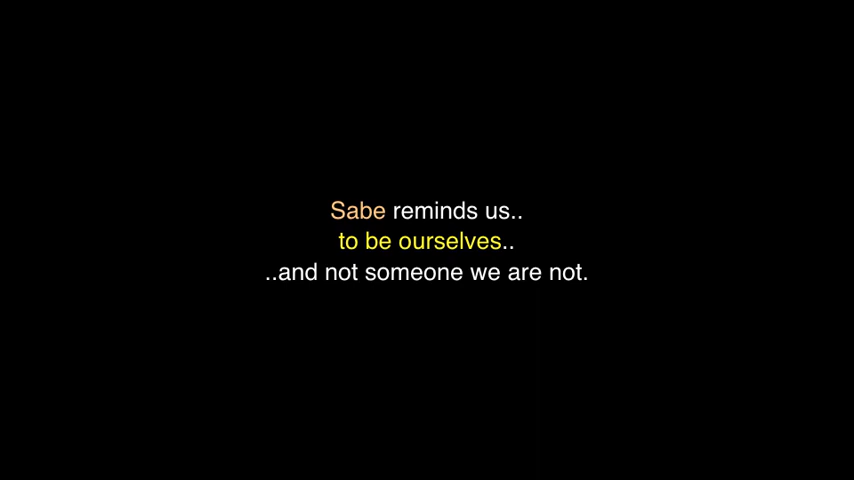 Sabe reminds us..
to be ourselves..
..and not someone we are not.